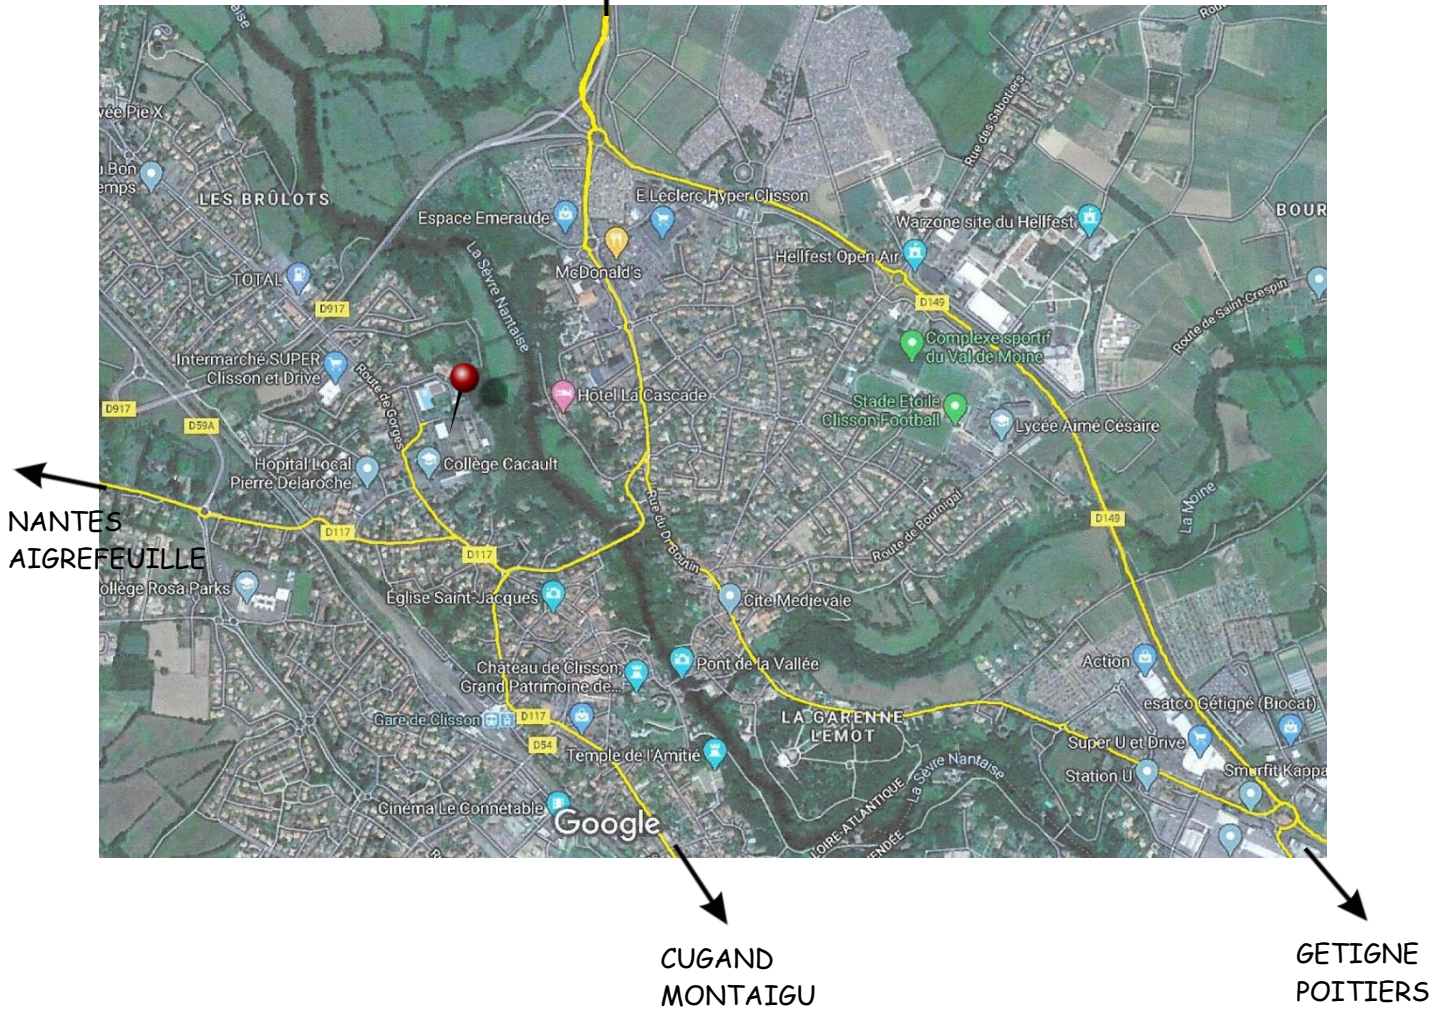 vée Pie X
Rue des Sabotiers
u Bon
emps
LES BRÛLOTS
Espace Emeraude
E.Leclerc Hyper Clisson
Warzone site du Hellfest
BOUR
La Sèvre Nantaise
McDonald's
Hellfest Open Air
TOTAL
D917
D149
Route de Saint-Crespin
Complexe sportif
du Val de Moine
Intermarché SUPER
Clisson et Drive
Route de Gorges
Hôtel La Cascade
D917
D59A
Stade Etoile
Clisson Football
Lycée Aimé Césaire
Hopital Local
Pierre Delaroche
Collège Cacault
Rue du Dr Boutin
Route de Bournigal
La Moine
D149
NANTES
AIGREFEUILLE
D117
D117
ollège Rosa Parks
Église Saint-Jacques
Cité Medievale
Château de Clisson,
Grand Patrimoine de...
Pont de la Vallée
Action
esatco Gétigné (Biocat)
Gare de Clisson
D117
D54
LA GARENNE
LEMOT
Temple de l'Amitié
Super U et Drive
Station U
La Sèvre Nantaise
Smurfit Kappa
Cinéma Le Connétable
Google
LOIRE-ATLANTIQUE
ENDÉE
CUGAND
MONTAIGU
GETIGNE
POITIERS